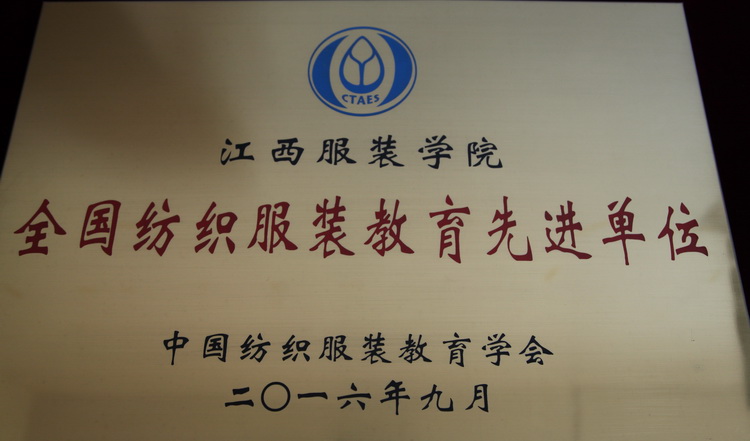 CTAES
江西服装学院
全国纺织服装教育先进单位
中国纺织服装教育学会
二〇一六年九月